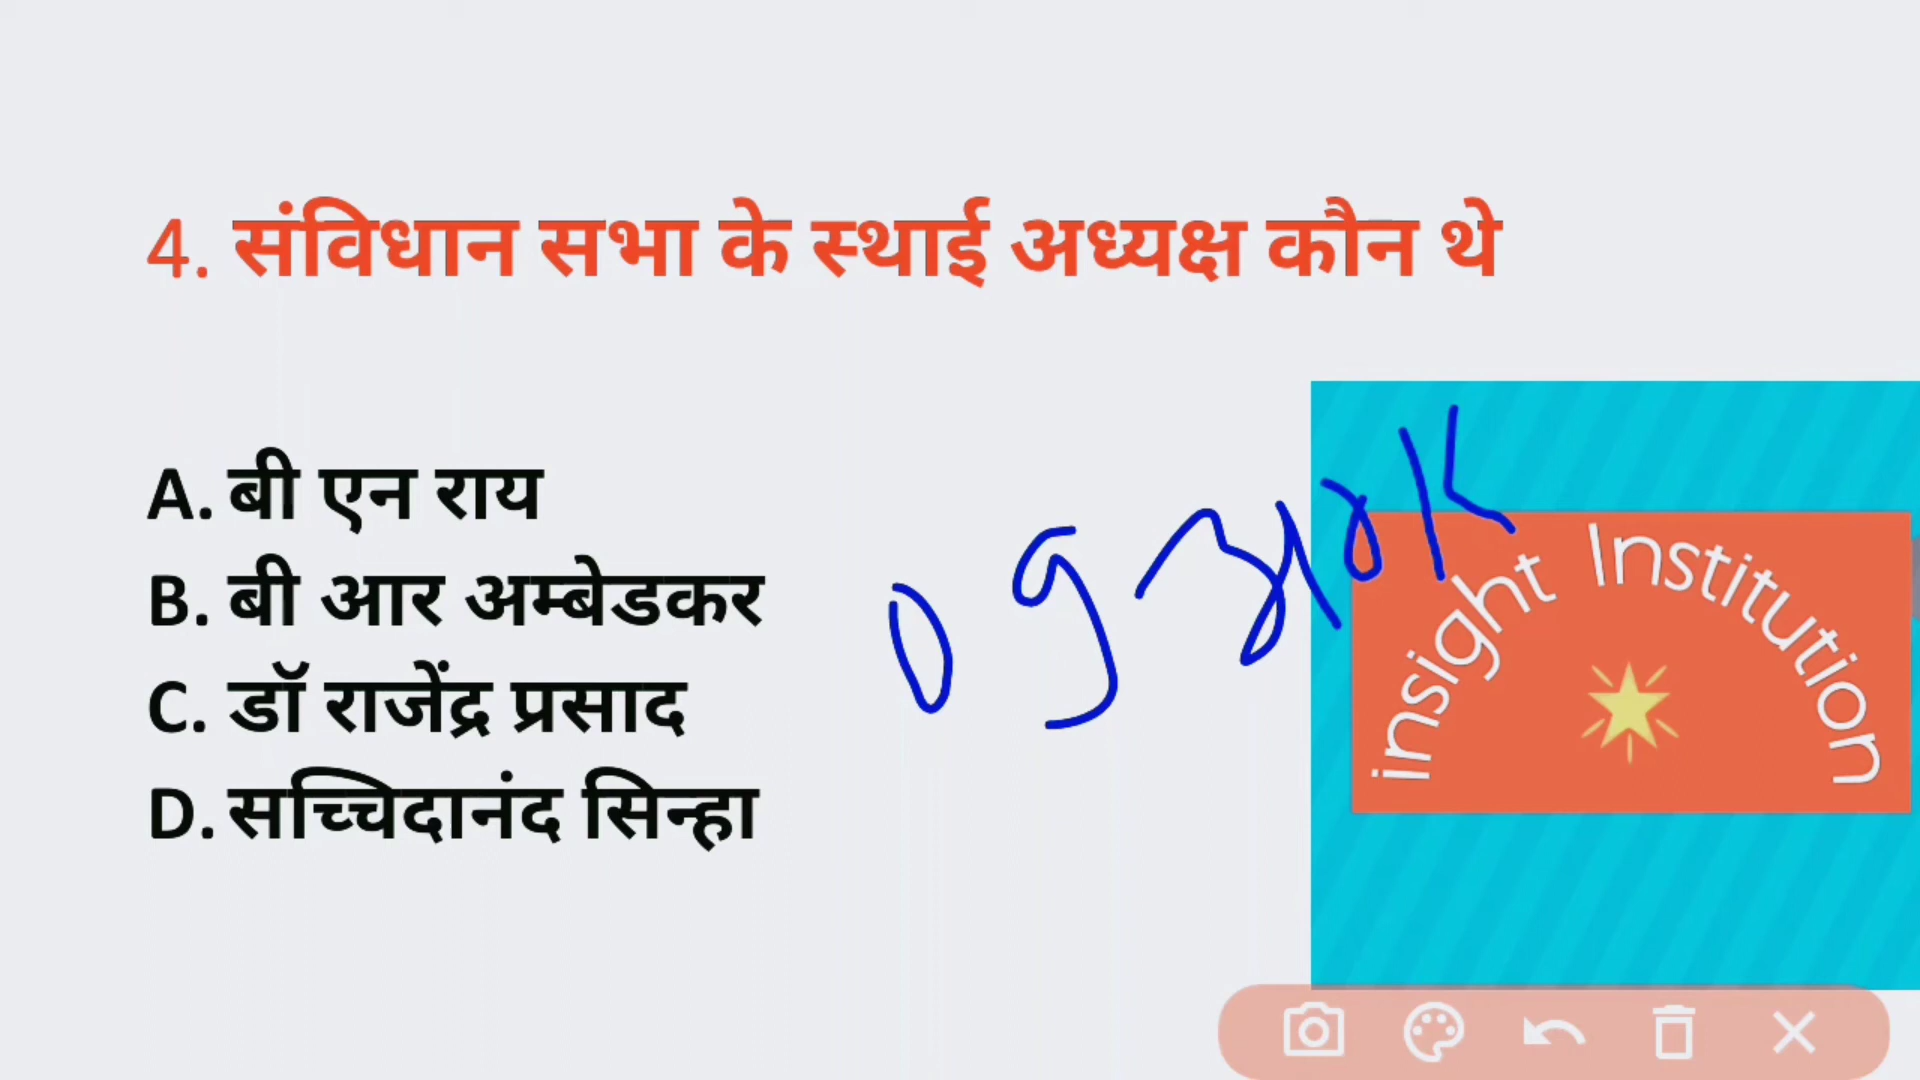 4. संविधान सभा के स्थाई अध्यक्ष कौन थे
A. बी एन राय
B. बी आर अम्बेडकर
C. डॉ राजेंद्र प्रसाद
D. सच्चिदानंद सिन्हा
insight Institution